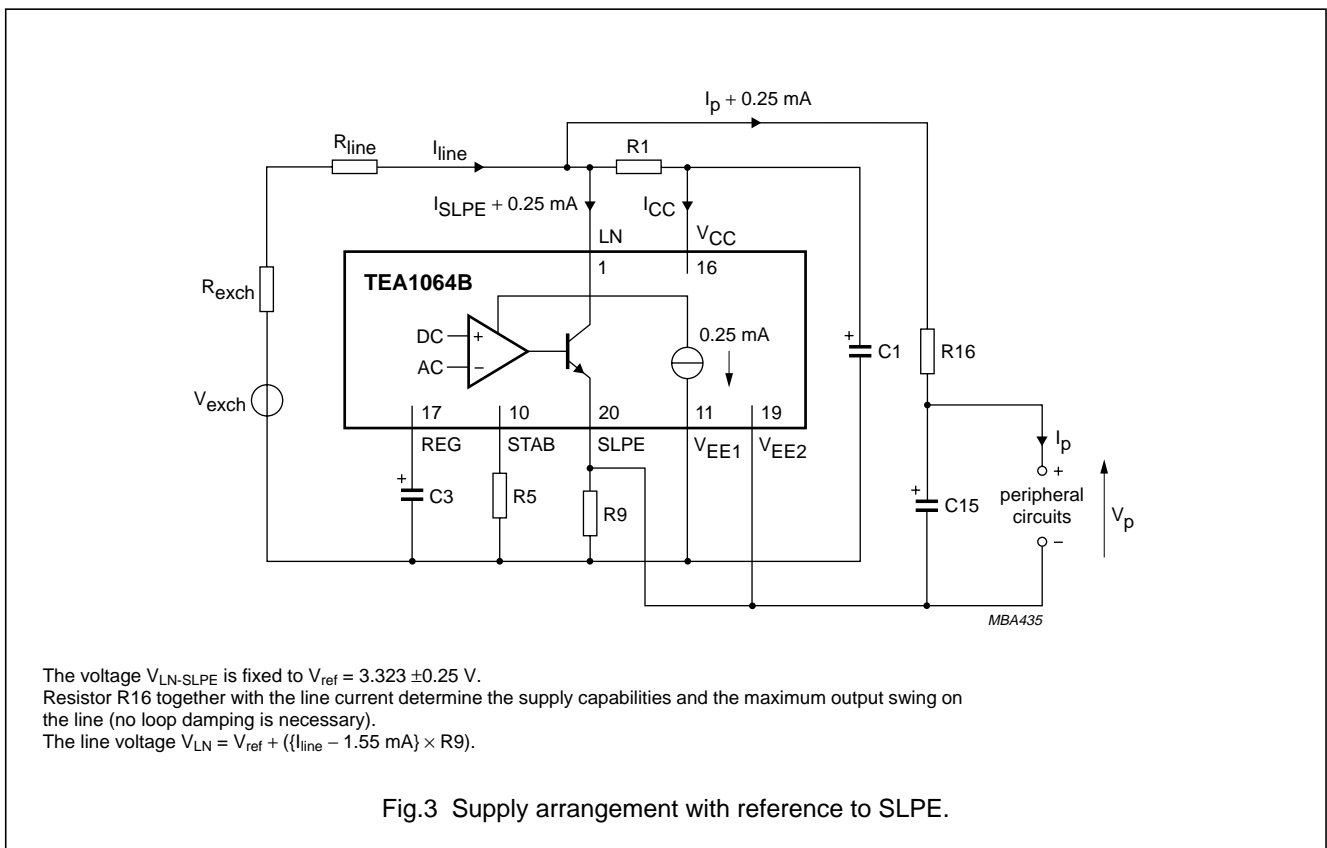 I_p + 0.25 mA
R_line
I_line
R1
I_SLPE + 0.25 mA
I_CC
LN
V_CC
1
16
TEA1064B
R_exch
DC
+
0.25 mA
AC
−
+
C1
R16
V_exch
17
10
20
11
19
REG
STAB
SLPE
V_EE1
V_EE2
I_p
+
+
C3
R5
R9
+
C15
peripheral
circuits
V_p
−
MBA435
The voltage V_LN-SLPE is fixed to V_ref = 3.323 ±0.25 V.
Resistor R16 together with the line current determine the supply capabilities and the maximum output swing on
the line (no loop damping is necessary).
The line voltage V_LN = V_ref + ({I_line − 1.55 mA} × R9).
Fig.3 Supply arrangement with reference to SLPE.